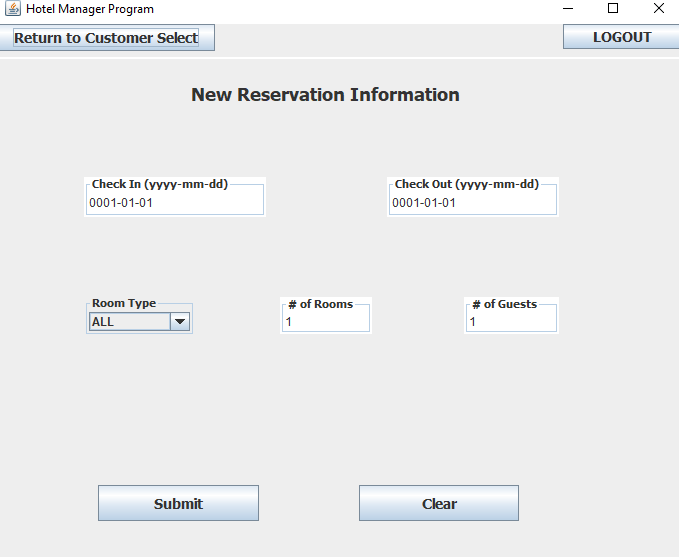 Hotel Manager Program
Return to Customer Select
LOGOUT
New Reservation Information
Check In (yyyy-mm-dd)
0001-01-01
Check Out (yyyy-mm-dd)
0001-01-01
Room Type
ALL
# of Rooms
1
# of Guests
1
Submit
Clear